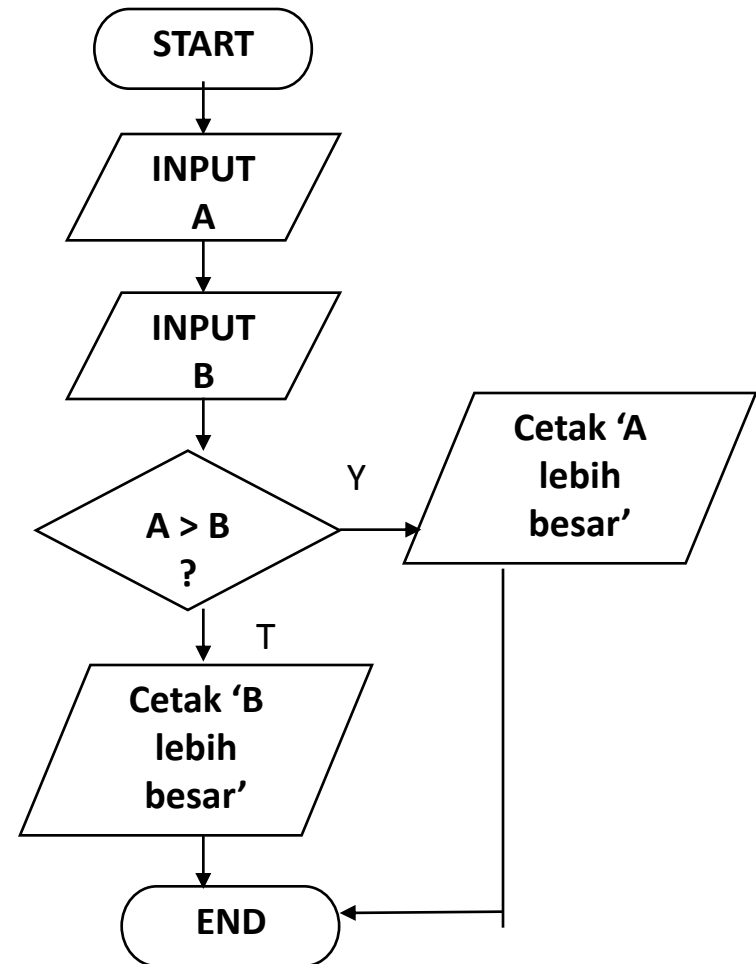 START
INPUT
A
INPUT
B
A > B
?
Y
Cetak ‘A
lebih
besar’
T
Cetak ‘B
lebih
besar’
END